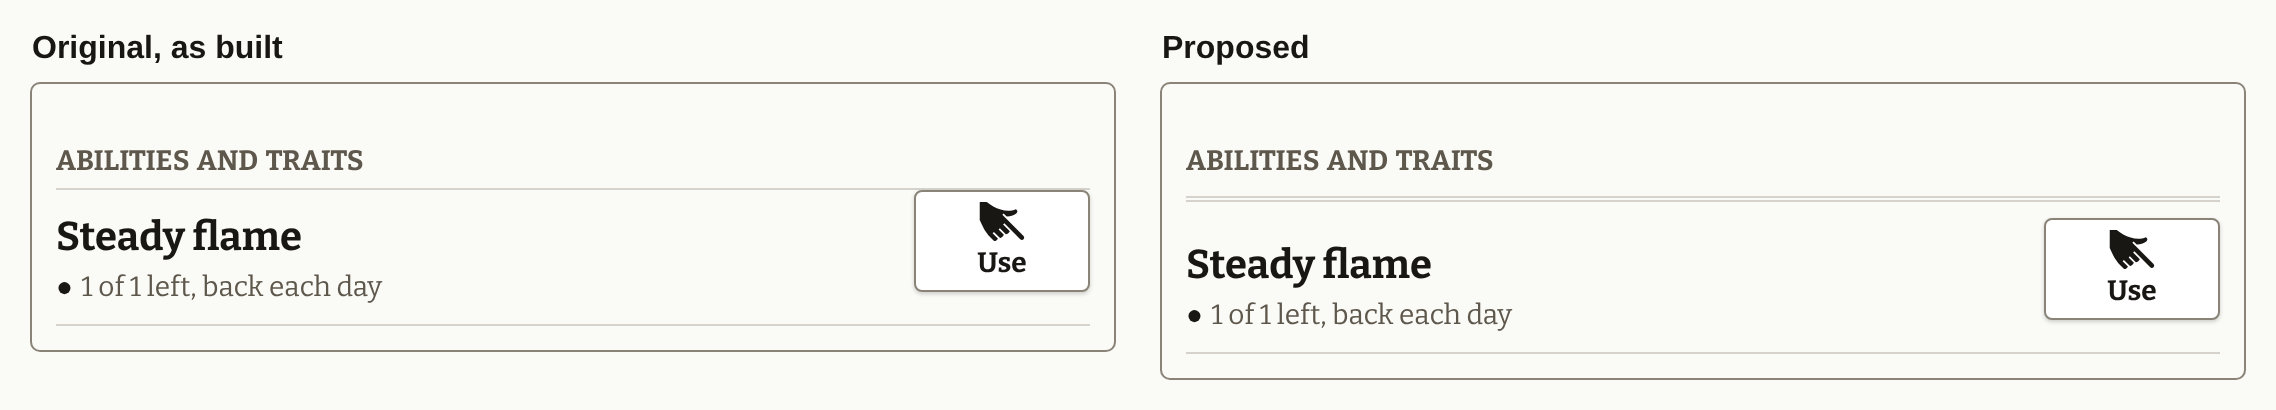 Original, as built
ABILITIES AND TRAITS
Steady flame
● 1 of 1 left, back each day
Use
Proposed
ABILITIES AND TRAITS
Steady flame
● 1 of 1 left, back each day
Use